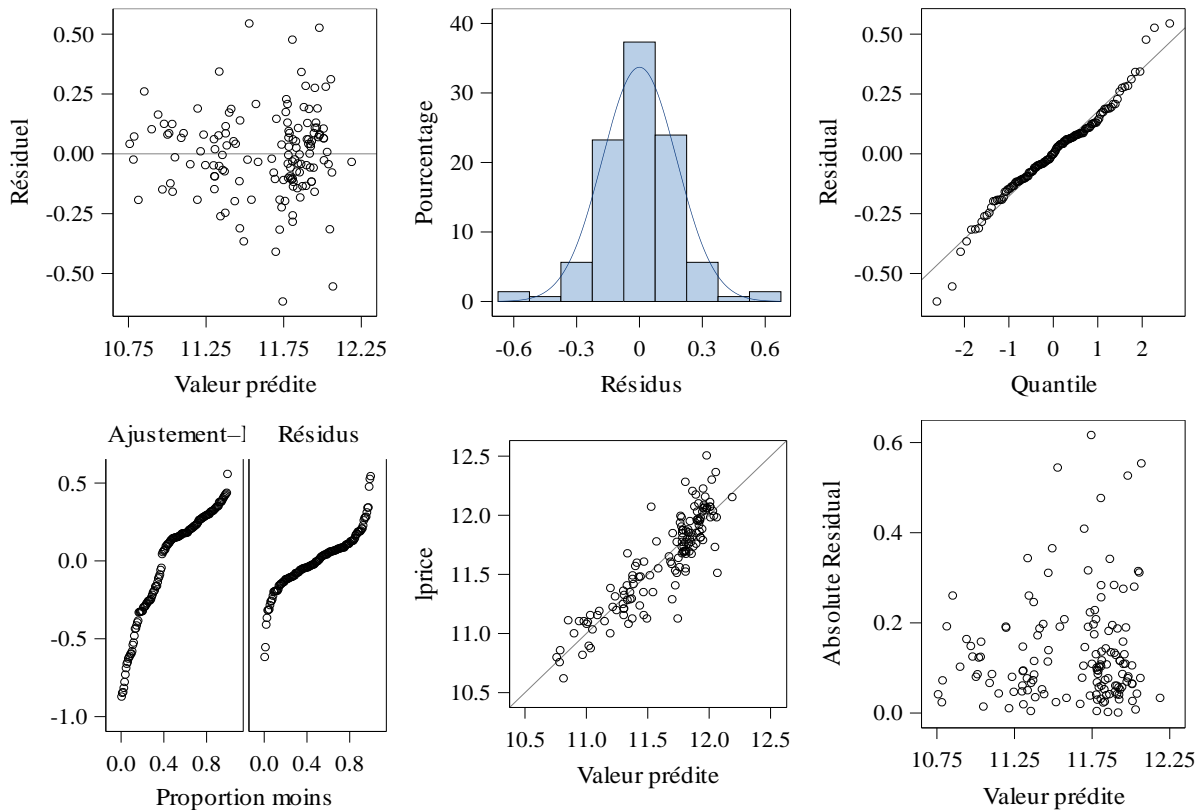 0.50
0.25
0.00
-0.25
-0.50
Résiduel
10.75 11.25 11.75 12.25
Valeur prédite
40
30
20
10
0
Pourcentage
-0.6 -0.3 0 0.3 0.6
Résidus
0.50
0.25
0.00
-0.25
-0.50
Residual
-2 -1 0 1 2
Quantile
Ajustement– Résidus
0.5
0.0
-0.5
-1.0
0.0 0.4 0.8 0.0 0.8
Proportion moins
12.5
12.0
11.5
11.0
10.5
lprice
10.5 11.0 11.5 12.0 12.5
Valeur prédite
0.6
0.4
0.2
0.0
Absolute Residual
10.75 11.25 11.75 12.25
Valeur prédite